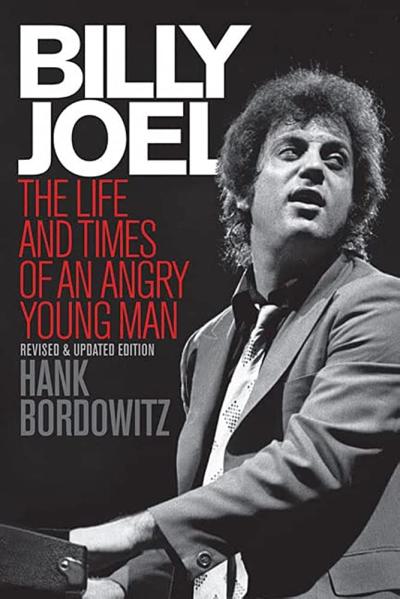 BILLY
JOEL
THE LIFE
AND TIMES
OF AN ANGRY
YOUNG MAN
REVISED & UPDATED EDITION
HANK
BORDOWITZ